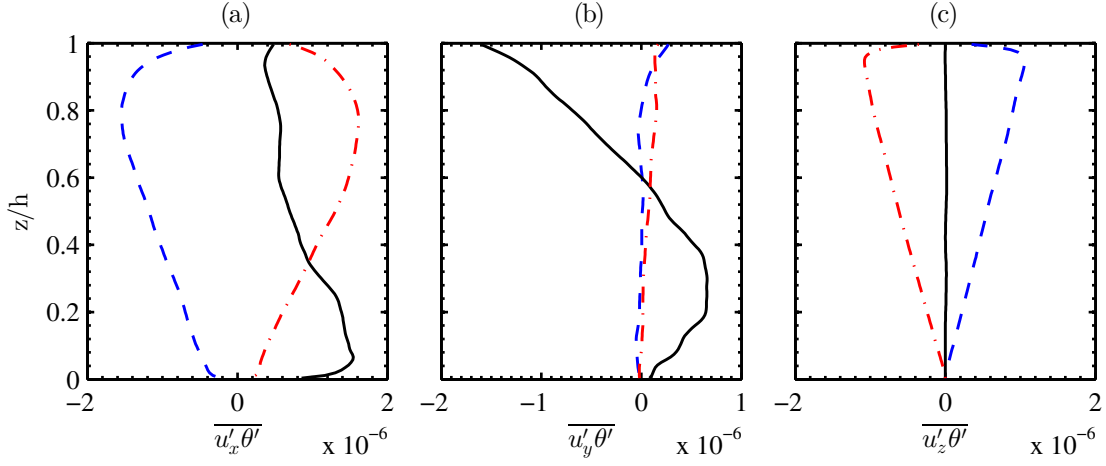 (a) (b) (c)
1
0.8
0.6
0.4
0.2
0
z/h
−2 0 2 −2 −1 0 1 −2 0 2
$\overline{u'_x\theta'}$ x 10⁻⁶ $\overline{u'_y\theta'}$ x 10⁻⁶ $\overline{u'_z\theta'}$ x 10⁻⁶